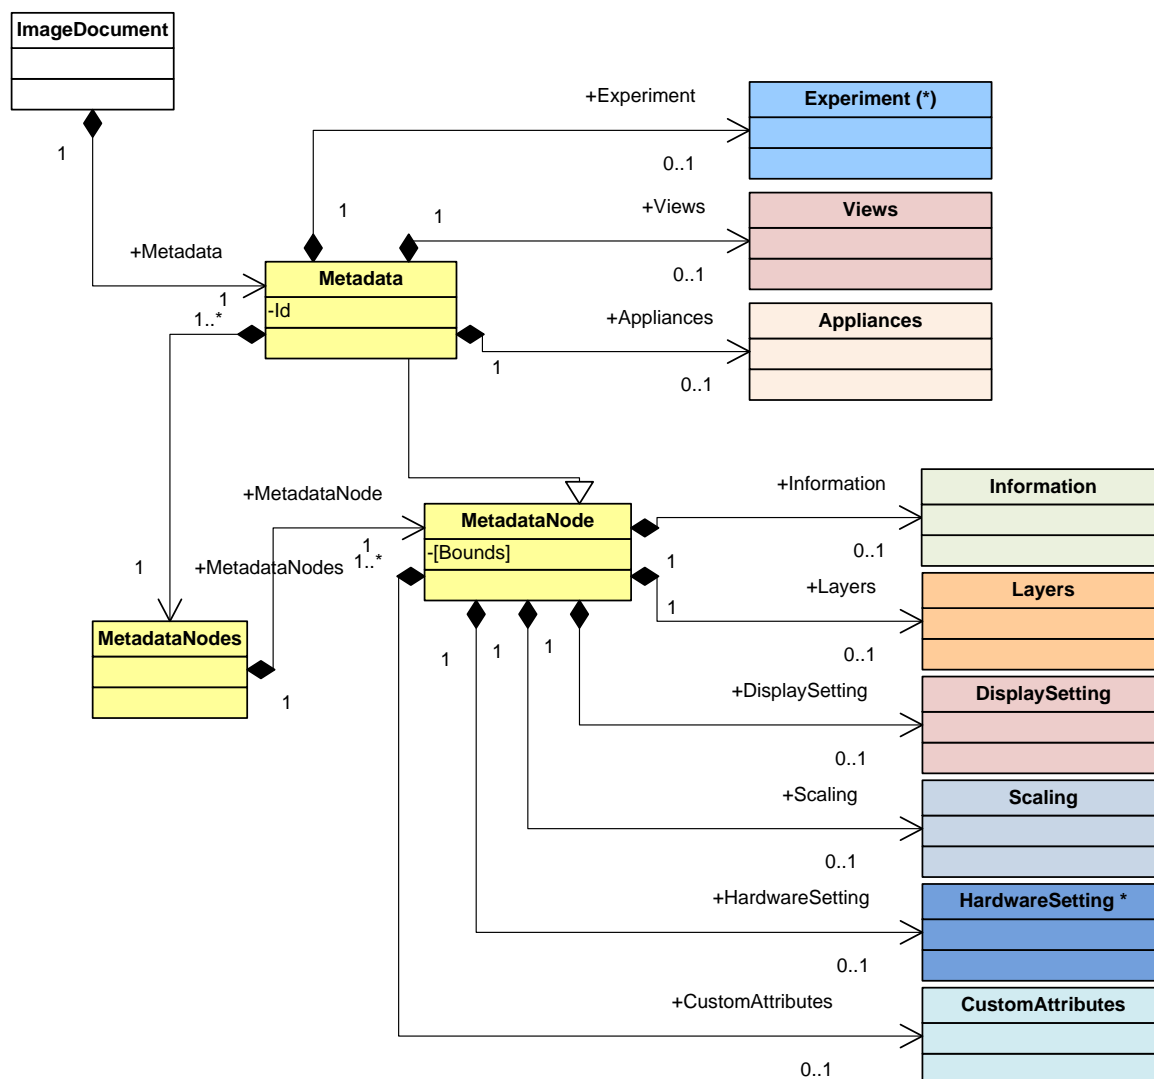 ImageDocument
1
+Metadata
1
+Experiment
Experiment (*)
0..1
1
1
+Views
Views
0..1
Metadata
-Id
1..*
+Appliances
Appliances
1
0..1
+MetadataNode
1
1..*
+MetadataNodes
1
MetadataNodes
1
MetadataNode
-[Bounds]
+Information
Information
1
0..1
+Layers
Layers
1
0..1
1
1
1
+DisplaySetting
DisplaySetting
0..1
+Scaling
Scaling
0..1
+HardwareSetting
HardwareSetting *
0..1
+CustomAttributes
CustomAttributes
0..1